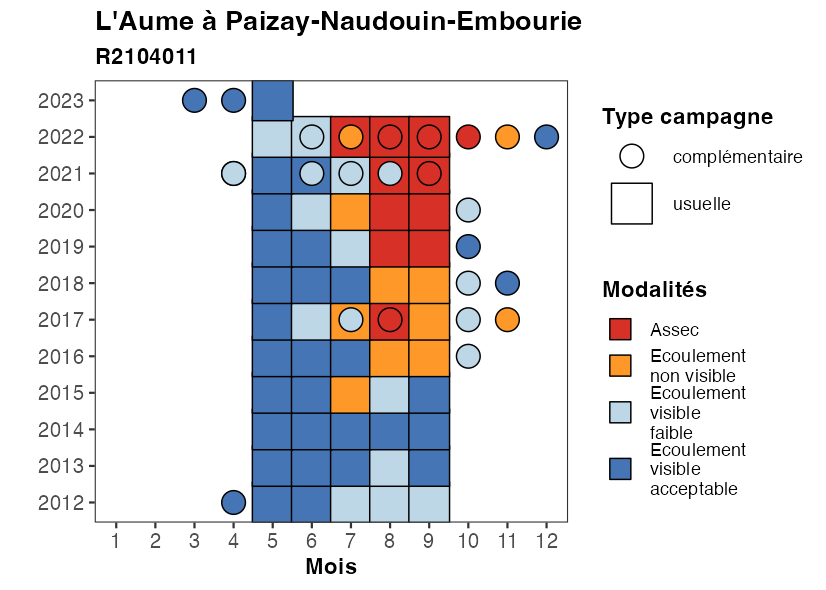 L'Aume à Paizay-Naudouin-Embourie
R2104011
2023
2022
2021
2020
2019
2018
2017
2016
2015
2014
2013
2012
1 2 3 4 5 6 7 8 9 10 11 12
Mois
Type campagne
complémentaire
usuelle
Modalités
Assec
Ecoulement
non visible
Ecoulement
visible
faible
Ecoulement
visible
acceptable